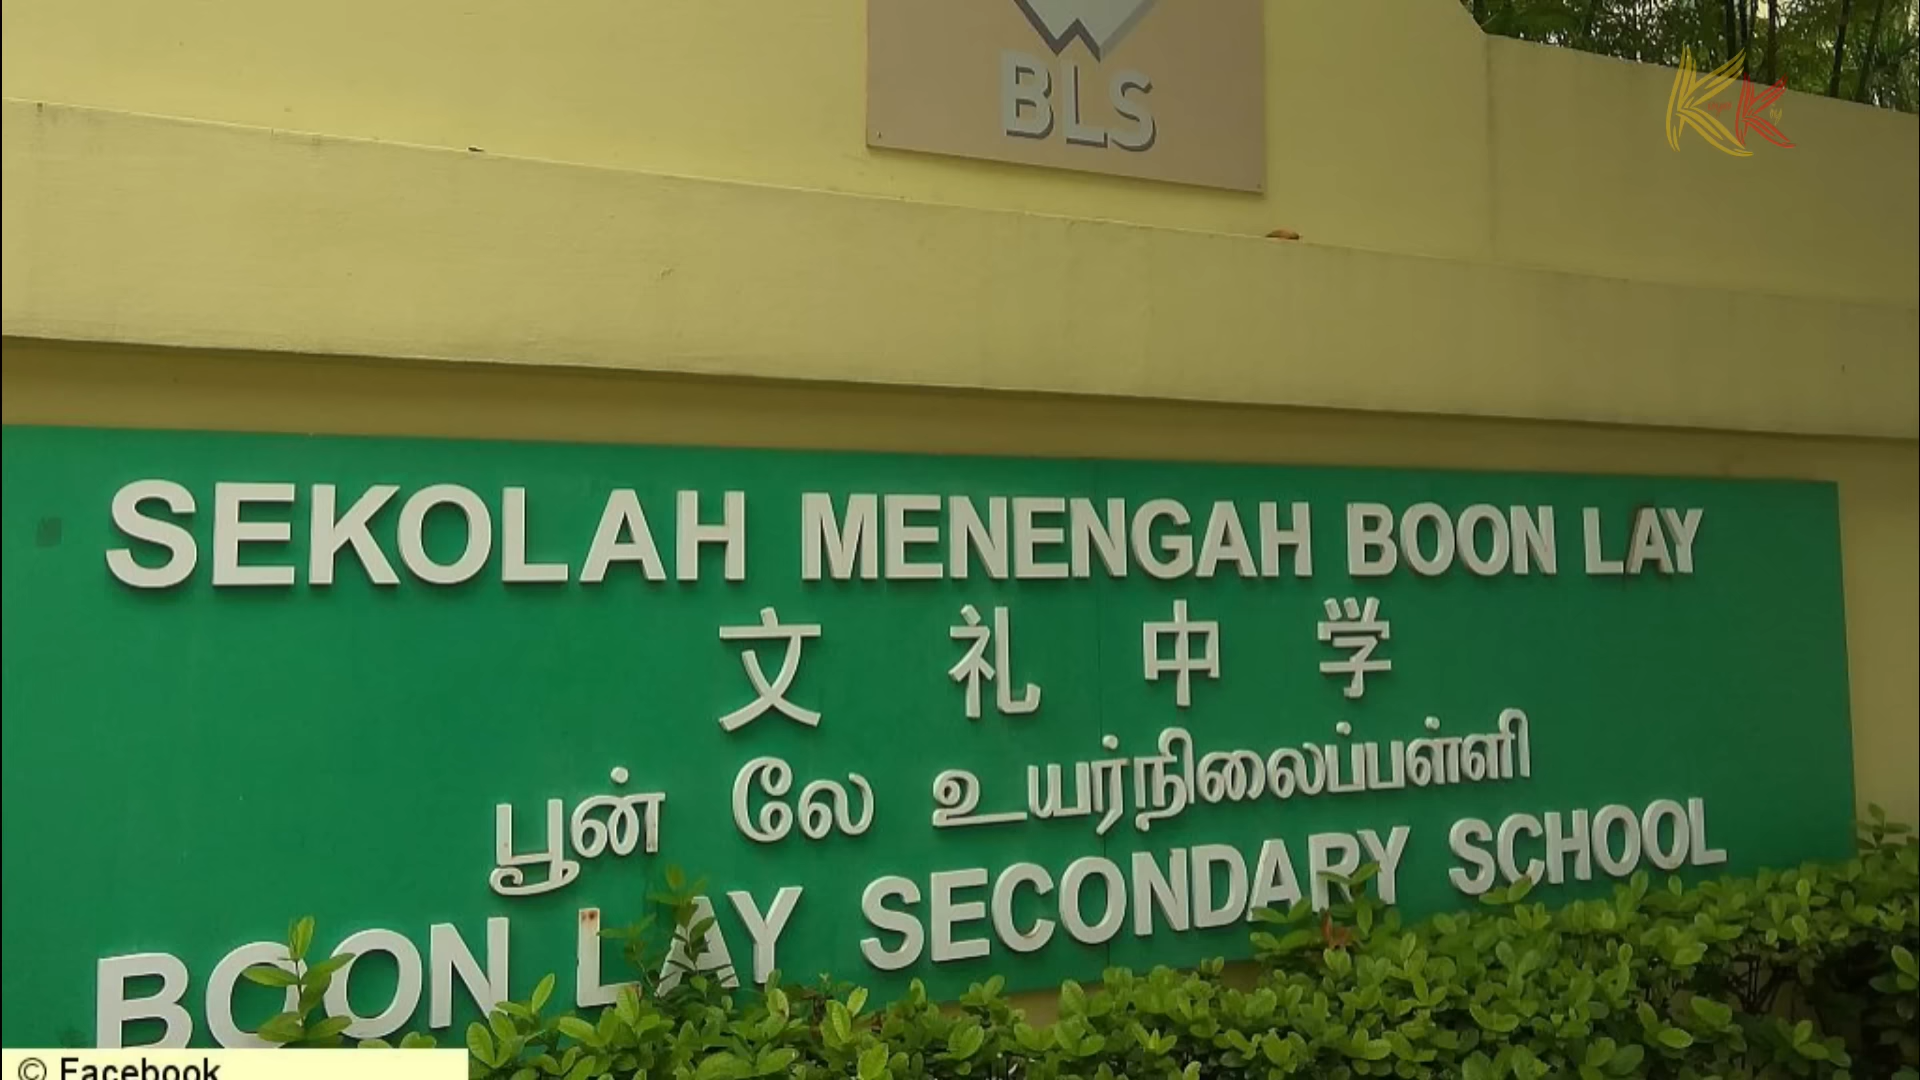 BLS
SEKOLAH MENENGAH BOON LAY
文礼中学
பூன் லே உயர்நிலைப்பள்ளி
BOON LAY SECONDARY SCHOOL
© Facebook